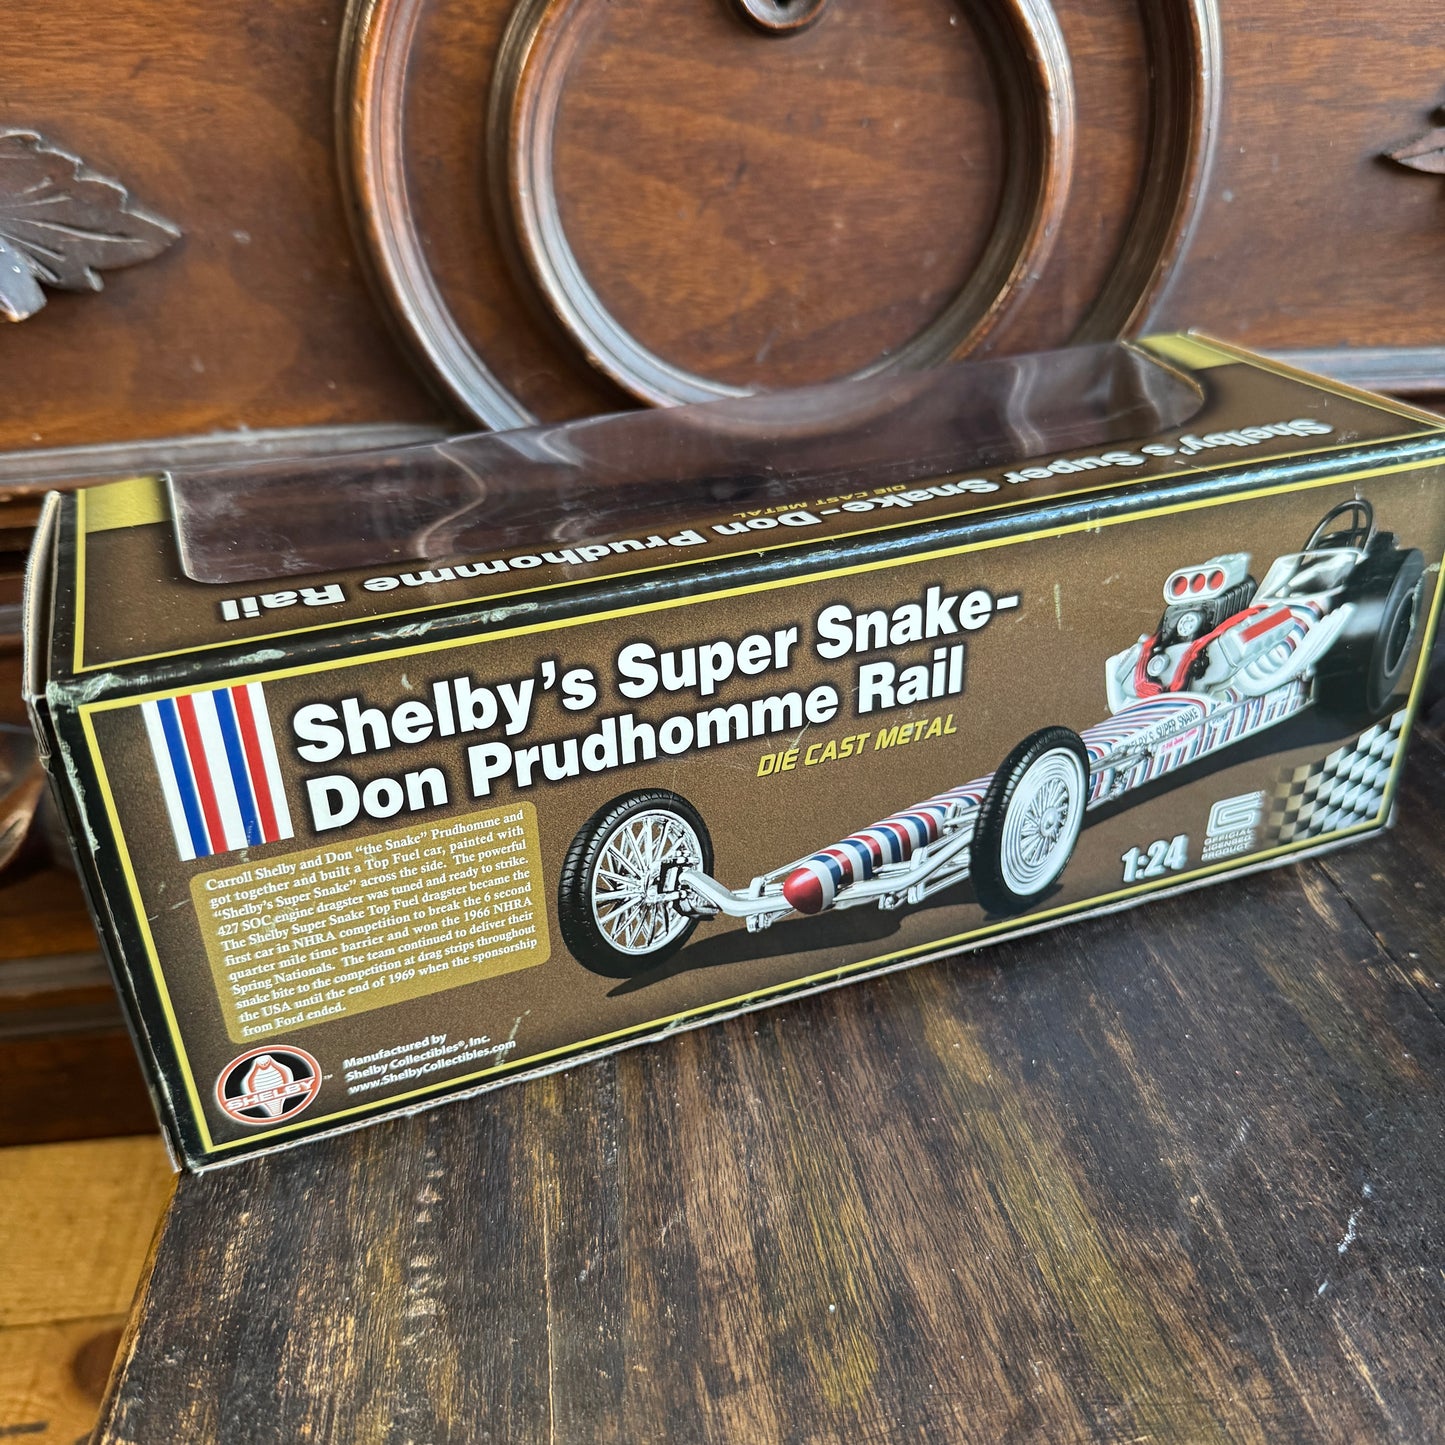 Shelby's Super Snake-Don Prudhomme Rail
DIE CAST METAL
Shelby's Super Snake-
Don Prudhomme Rail
DIE CAST METAL
Carroll Shelby and Don “the Snake” Prudhomme and
got together and built a Top Fuel car, painted with
“Shelby's Super Snake” across the side. The powerful
427 SOC engine dragster was tuned and ready to strike.
The Shelby Super Snake Top Fuel dragster became the
first car in NHRA competition to break the 6 second
quarter mile time barrier and won the 1966 NHRA
Spring Nationals. The team continued to deliver their
snake bite to the competition at drag strips throughout
the USA until the end of 1969 when the sponsorship
from Ford ended.
SUPER SNAKE
1:24
OFFICIAL
LICENSED
PRODUCT
SHELBY™
Manufactured by
Shelby Collectibles®, Inc.
www.ShelbyCollectibles.com